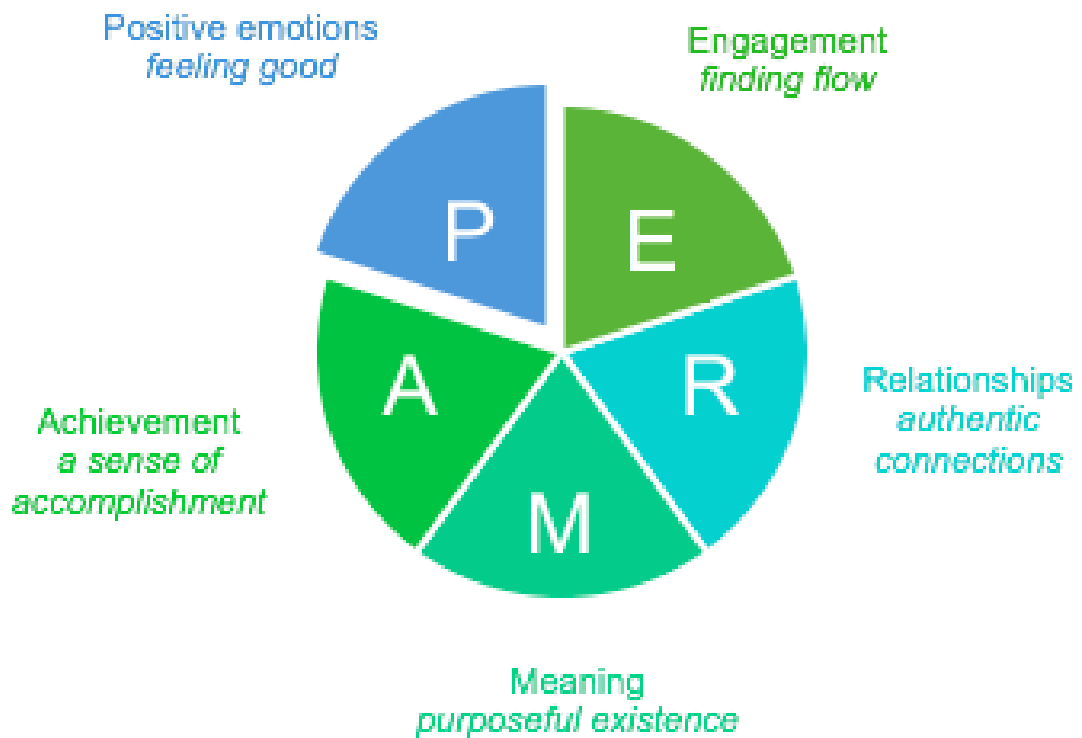 Positive emotions
feeling good
Engagement
finding flow
P
E
A
R
M
Relationships
authentic
connections
Achievement
a sense of
accomplishment
Meaning
purposeful existence